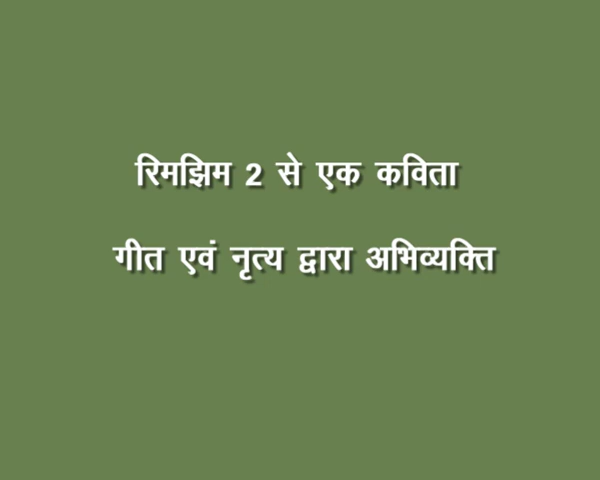 रिमझिम 2 से एक कविता
गीत एवं नृत्य द्वारा अभिव्यक्ति